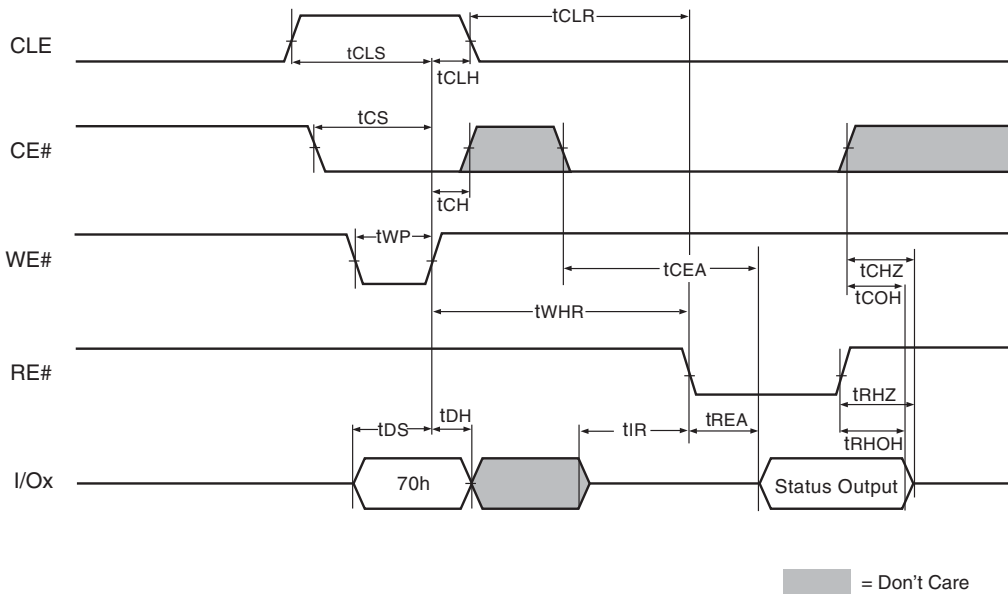 tCLR
CLE
tCLS
tCLH
tCS
CE#
tCH
tWP
WE#
tCEA
tCHZ
tCOH
tWHR
RE#
tRHZ
tDH
tDS
tIR
tREA
tRHOH
I/Ox
70h
Status Output
= Don't Care